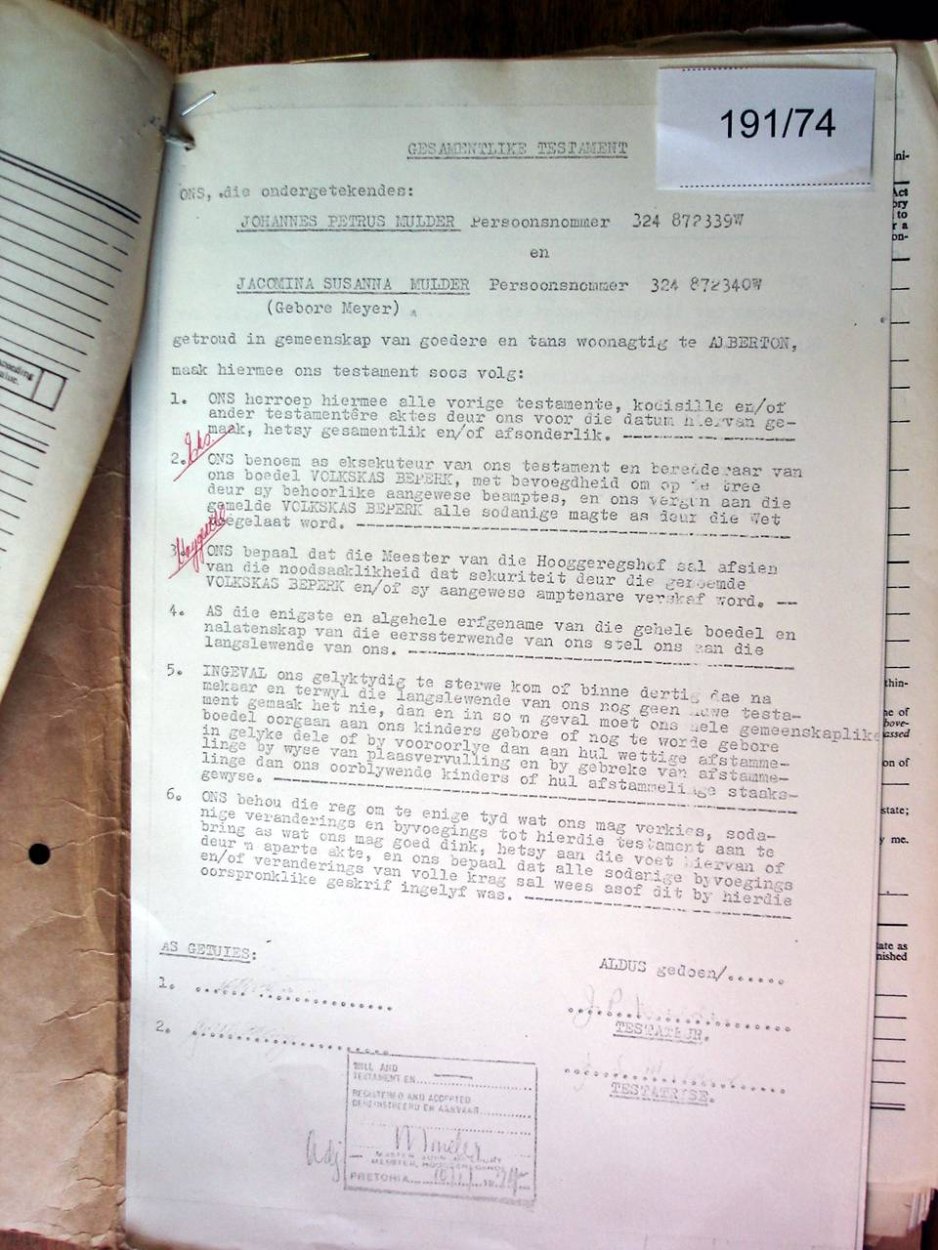 191/74
GESAMENTLIKE TESTAMENT
ONS, die ondergetekendes:
JOHANNES PETRUS MULDER Persoonsnommer 324 872339W
en
JACOMINA SUSANNA MULDER Persoonsnommer 324 872340W
(Gebore Meyer)
getroud in gemeenskap van goedere en tans woonagtig te ALBERTON,
maak hiermee ons testament soos volg:
1. ONS herroep hiermee alle vorige testamente, kodisille en/of
ander testamentêre aktes deur ons voor die datum hiervan ge-
maak, hetsy gesamentlik en/of afsonderlik.
2. ONS benoem as eksekuteur van ons testament en beredderaar van
ons boedel VOLKSKAS BEPERK, met bevoegdheid om op te tree
deur sy behoorlike aangewese beamptes, en ons vergun aan die
gemelde VOLKSKAS BEPERK alle sodanige magte as deur die Wet
toegelaat word.
3. ONS bepaal dat die Meester van die Hooggeregshof sal afsien
van die noodsaaklikheid dat sekuriteit deur die genoemde
VOLKSKAS BEPERK en/of sy aangewese amptenare verskaf word.
4. AS die enigste en algehele erfgename van die gehele boedel en
nalatenskap van die eerssterwende van ons stel ons aan die
langslewende van ons.
5. INGEVAL ons gelyktydig te sterwe kom of binne dertig dae na
mekaar en terwyl die langslewende van ons nog geen nuwe testa-
ment gemaak het nie, dan en in so 'n geval moet ons hele gemeenskaplike
boedel oorgaan aan ons kinders gebore of nog te worde gebore
in gelyke dele of by vooroorlye dan aan hul wettige afstamme-
linge by wyse van plaasvervulling en by gebreke van afstamme-
linge dan ons oorblywende kinders of hul afstammelinge staaks-
gewyse.
6. ONS behou die reg om te enige tyd wat ons mag verkies, soda-
nige veranderings en byvoegings tot hierdie testament aan te
bring as wat ons mag goed dink, hetsy aan die voet hiervan of
deur 'n aparte akte, en ons bepaal dat alle sodanige byvoegings
en/of veranderings van volle krag sal wees asof dit by hierdie
oorspronklike geskrif ingelyf was.
AS GETUIES:
ALDUS gedoen/......
1.
TESTATEUR.
2.
TESTATRISE.
WILL AND
TESTAMENT EN
REGISTERED AND ACCEPTED
GEREGISTREERD EN AANVAAR
Adj
PRETORIA